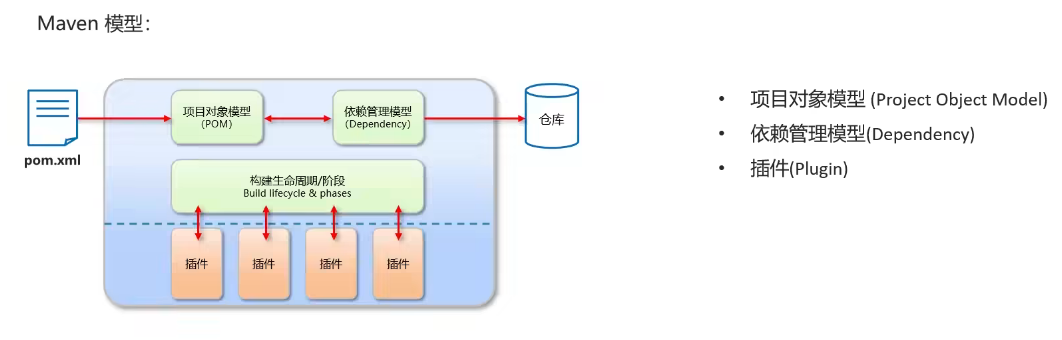 Maven 模型：
pom.xml
项目对象模型
(POM)
依赖管理模型
(Dependency)
仓库
构建生命周期/阶段
Build lifecycle & phases
插件
插件
插件
插件
• 项目对象模型 (Project Object Model)
• 依赖管理模型(Dependency)
• 插件(Plugin)